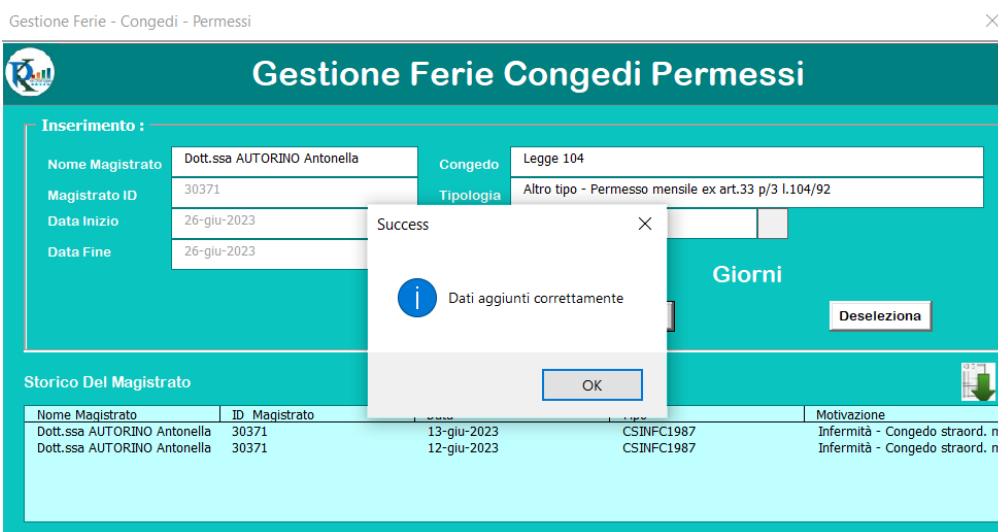 Gestione Ferie - Congedi - Permessi
Gestione Ferie Congedi Permessi
Inserimento :
Nome Magistrato Dott.ssa AUTORINO Antonella Congedo Legge 104
Magistrato ID 30371 Tipologia Altro tipo - Permesso mensile ex art.33 p/3 l.104/92
Data Inizio 26-giu-2023
Data Fine 26-giu-2023
Success
Dati aggiunti correttamente
OK
Giorni
Deseleziona
Storico Del Magistrato
Nome Magistrato ID Magistrato Data Tipo Motivazione
Dott.ssa AUTORINO Antonella 30371 13-giu-2023 CSINFC1987 Infermità - Congedo straord.
Dott.ssa AUTORINO Antonella 30371 12-giu-2023 CSINFC1987 Infermità - Congedo straord.